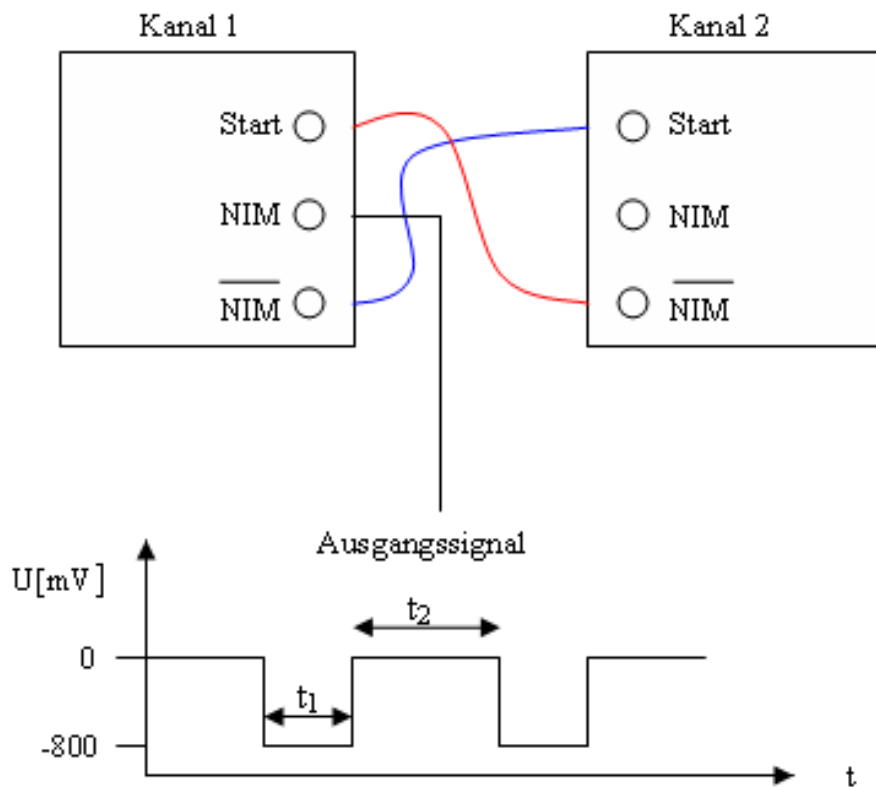 Kanal 1
Kanal 2
Start
Start
NIM
NIM
NIM
NIM
Ausgangssignal
U[mV]
t2
0
t1
-800
t